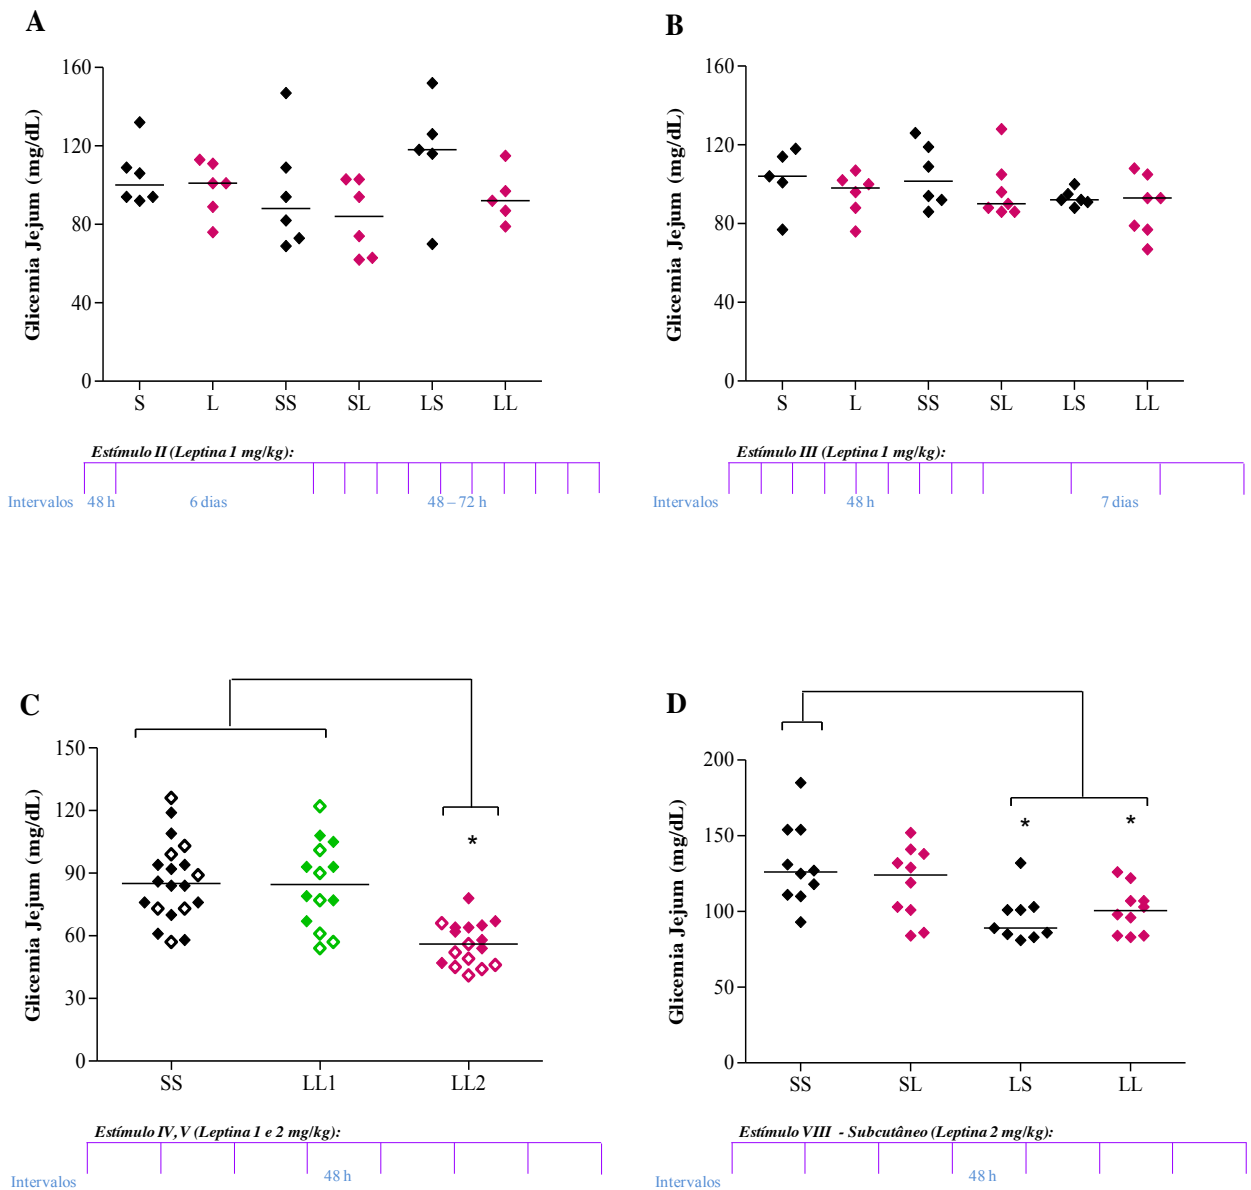 A
Glicemia Jejum (mg/dL)
160
120
80
40
0
S L SS SL LS LL
Estímulo II (Leptina 1 mg/kg):
Intervalos 48 h 6 dias 48 – 72 h
B
Glicemia Jejum (mg/dL)
160
120
80
40
0
S L SS SL LS LL
Estímulo III (Leptina 1 mg/kg):
Intervalos 48 h 7 dias
C
Glicemia Jejum (mg/dL)
150
120
90
60
30
0
*
SS LL1 LL2
Estímulo IV, V (Leptina 1 e 2 mg/kg):
Intervalos 48 h
D
Glicemia Jejum (mg/dL)
200
150
100
50
0
* *
SS SL LS LL
Estímulo VIII - Subcutâneo (Leptina 2 mg/kg):
Intervalos 48 h